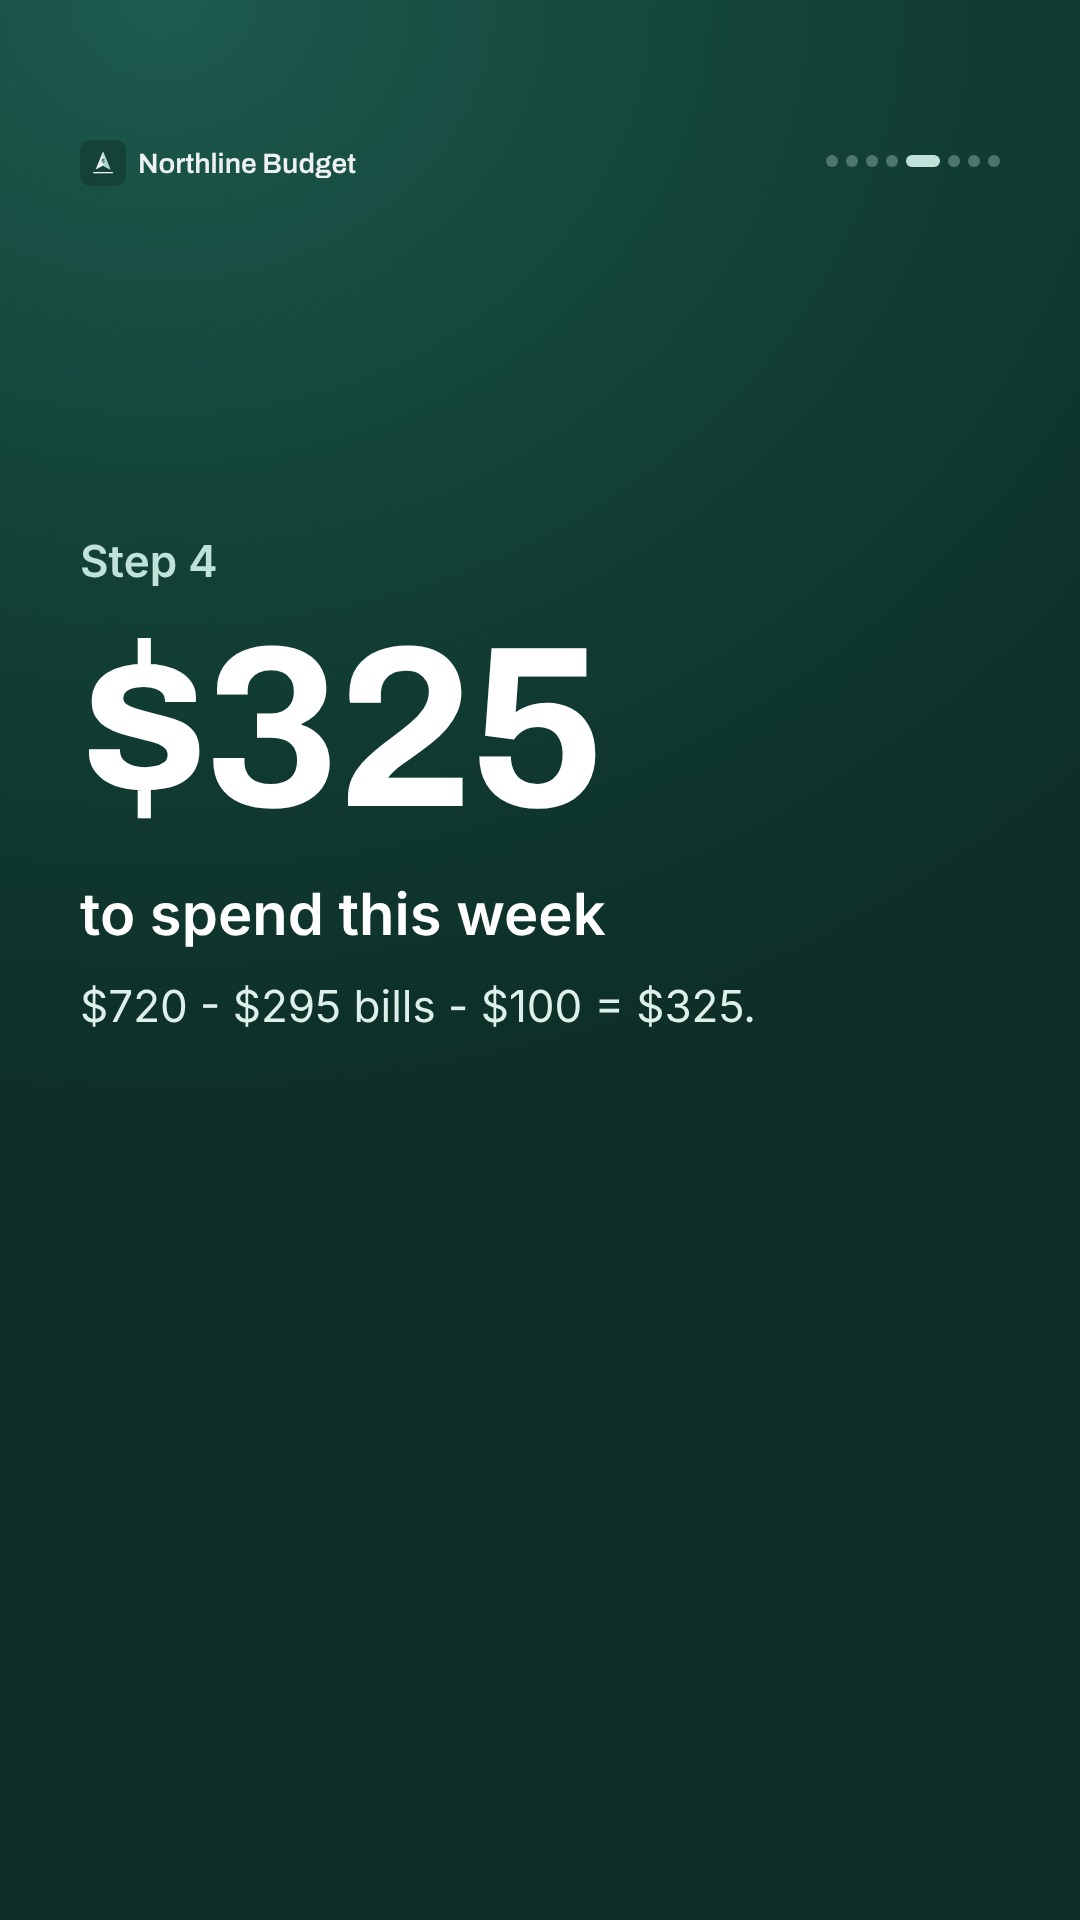 Northline Budget
Step 4
$325
to spend this week
$720 - $295 bills - $100 = $325.